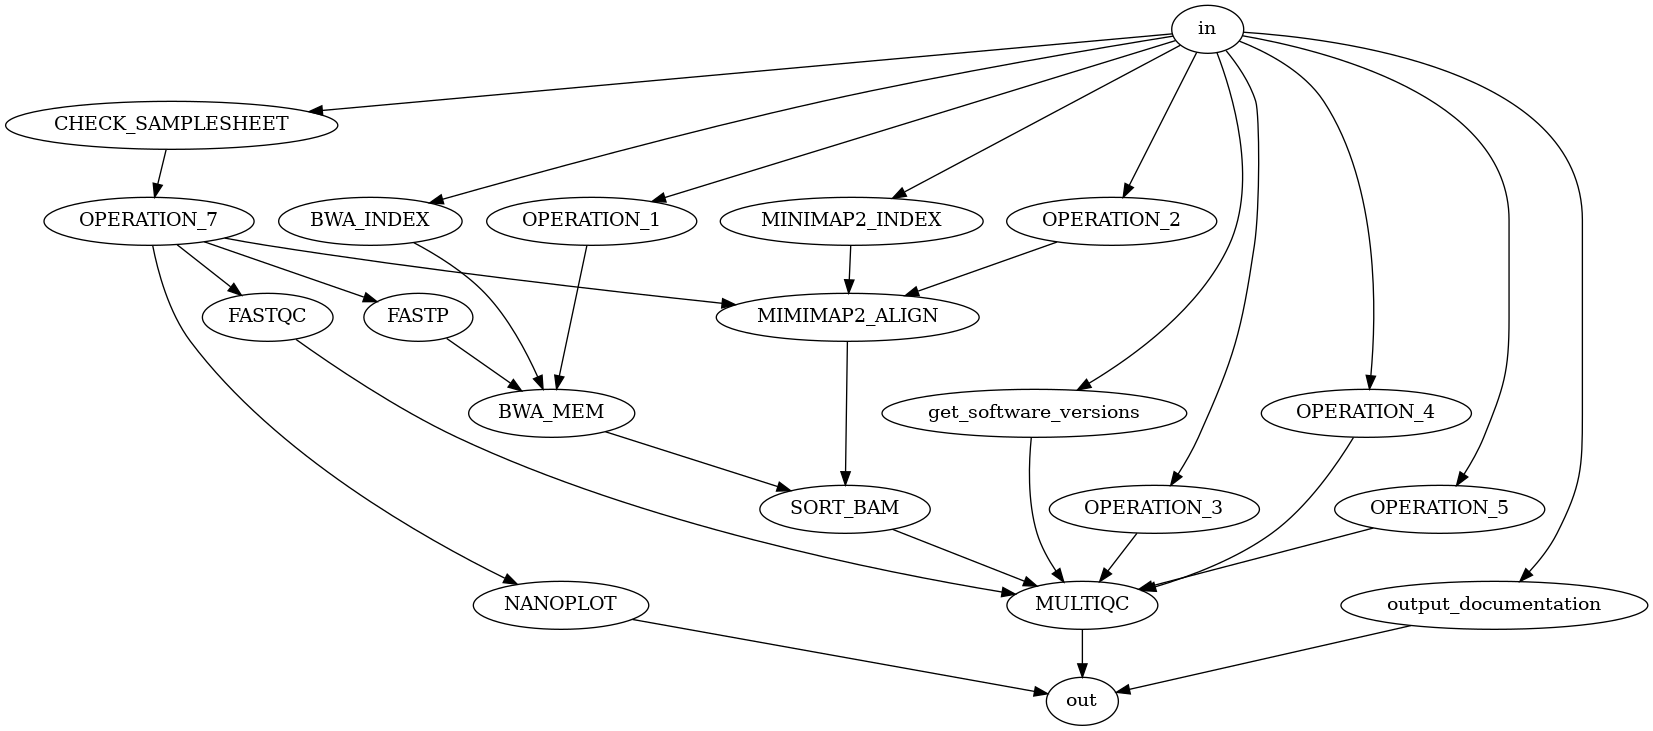 in
CHECK_SAMPLESHEET
OPERATION_7
BWA_INDEX
OPERATION_1
MINIMAP2_INDEX
OPERATION_2
FASTQC
FASTP
MIMIMAP2_ALIGN
BWA_MEM
get_software_versions
OPERATION_4
SORT_BAM
OPERATION_3
OPERATION_5
NANOPLOT
MULTIQC
output_documentation
out